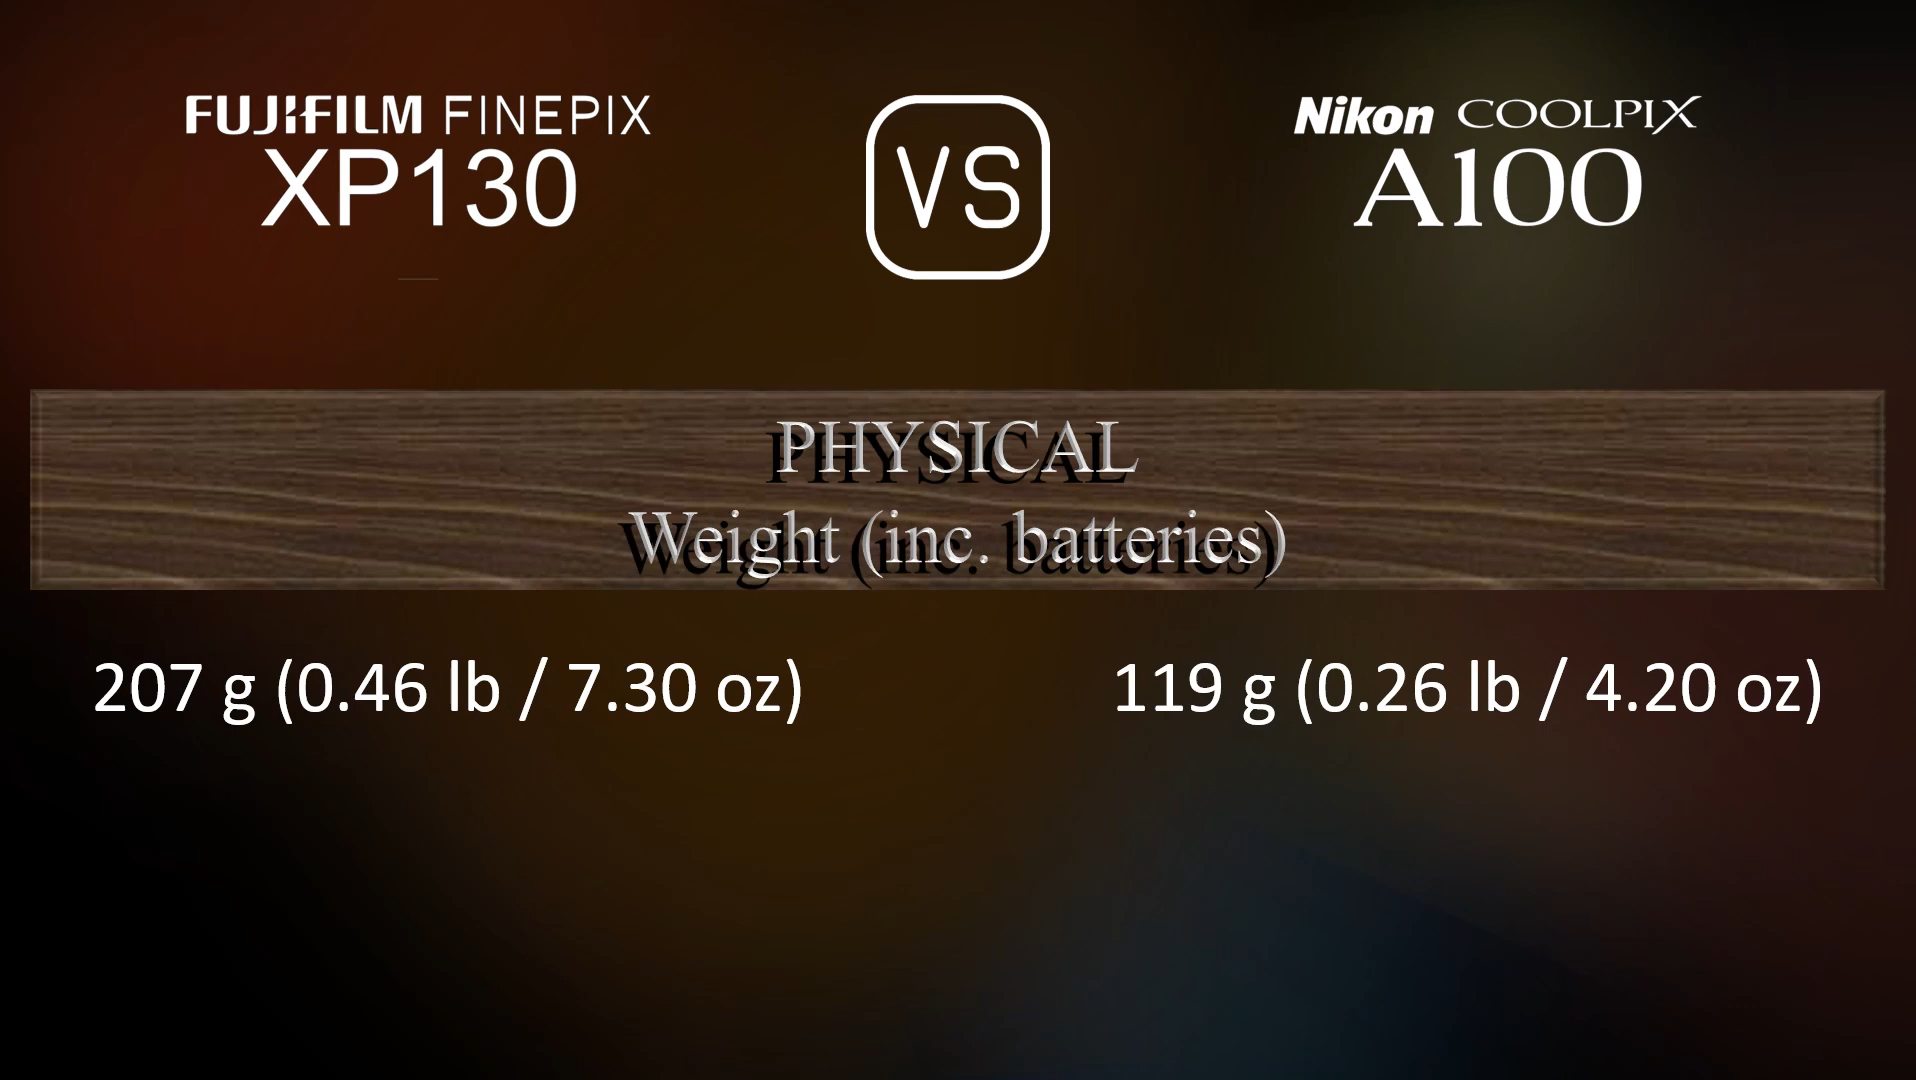 FUJIFILM FINEPIX
XP130
VS
Nikon COOLPIX
A100
PHYSICAL
Weight (inc. batteries)
207 g (0.46 lb / 7.30 oz)
119 g (0.26 lb / 4.20 oz)